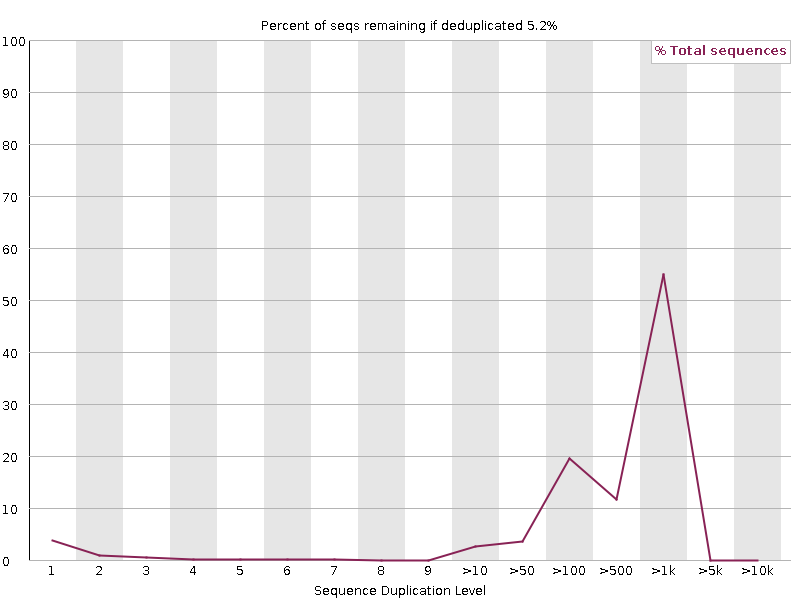 Percent of seqs remaining if deduplicated 5.2%
% Total sequences
100
90
80
70
60
50
40
30
20
10
0
1 2 3 4 5 6 7 8 9 >10 >50 >100 >500 >1k >5k >10k
Sequence Duplication Level